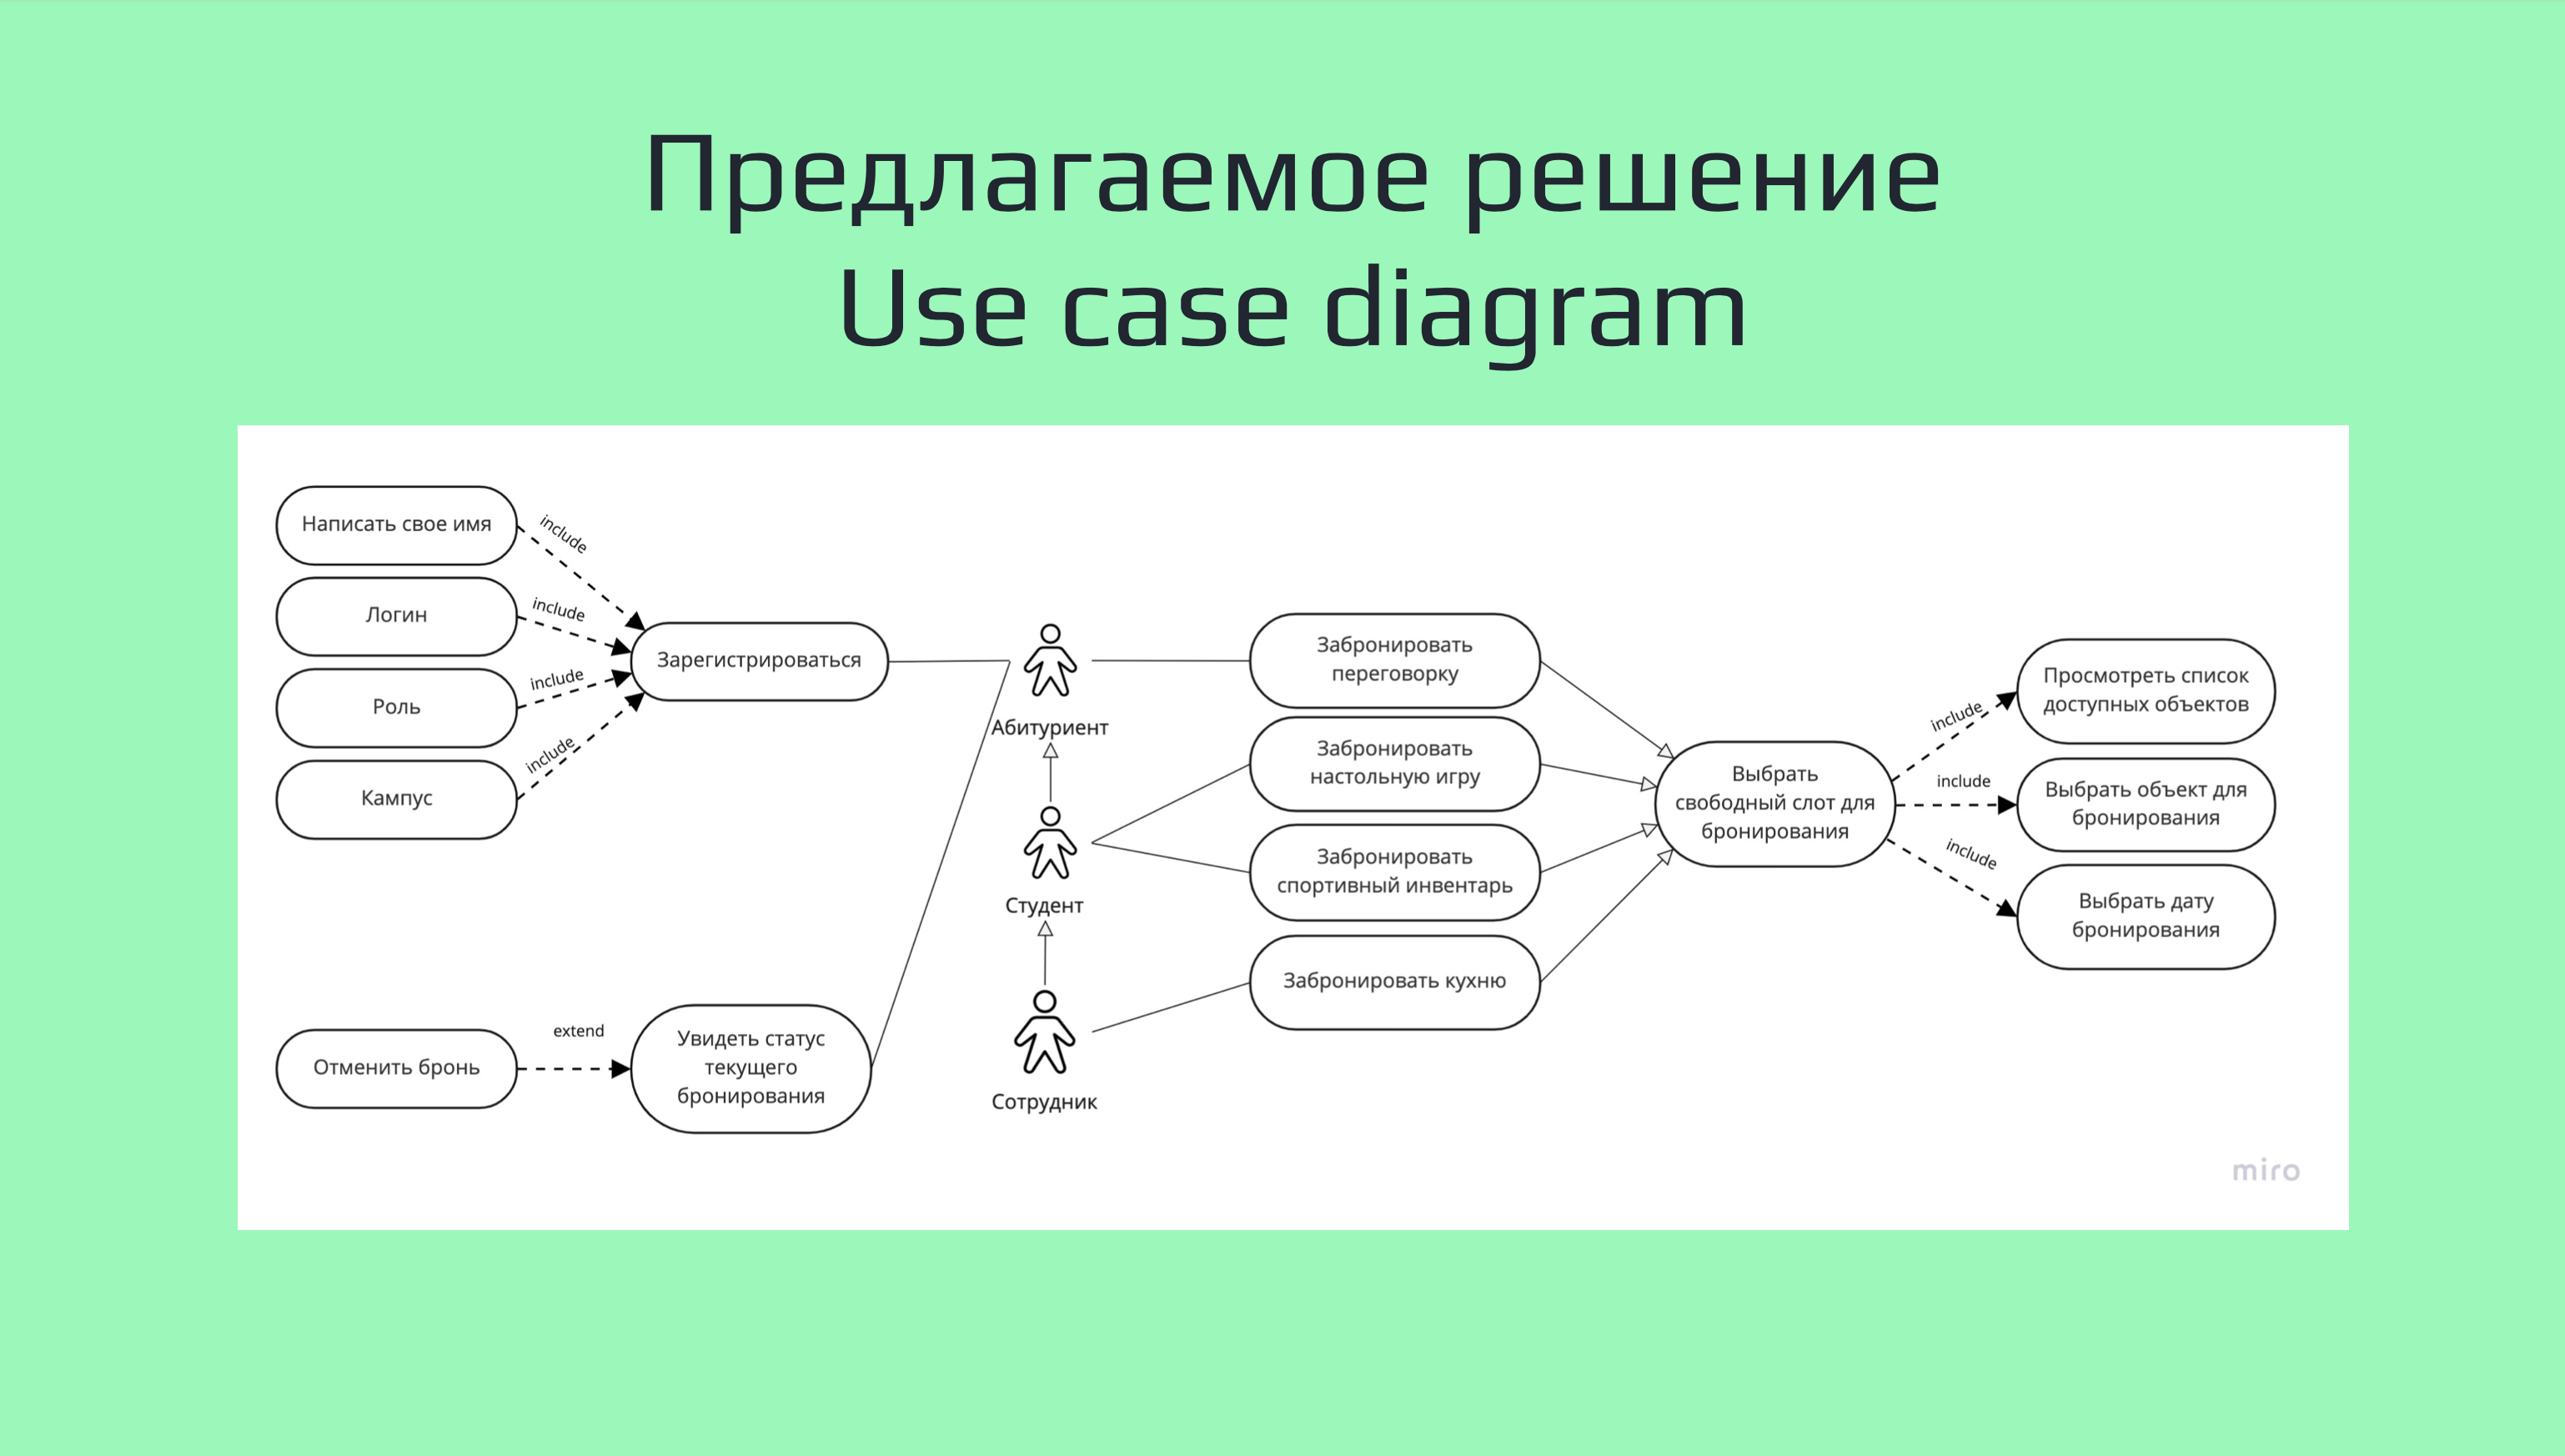 Предлагаемое решение
Use case diagram
Написать свое имя
include
Логин
include
Роль
include
Кампус
include
Зарегистрироваться
Отменить бронь
extend
Увидеть статус
текущего
бронирования
Абитуриент
Студент
Сотрудник
Забронировать
переговорку
Забронировать
настольную игру
Забронировать
спортивный инвентарь
Забронировать кухню
Выбрать
свободный слот для
бронирования
include
Просмотреть список
доступных объектов
include
Выбрать объект для
бронирования
include
Выбрать дату
бронирования
miro